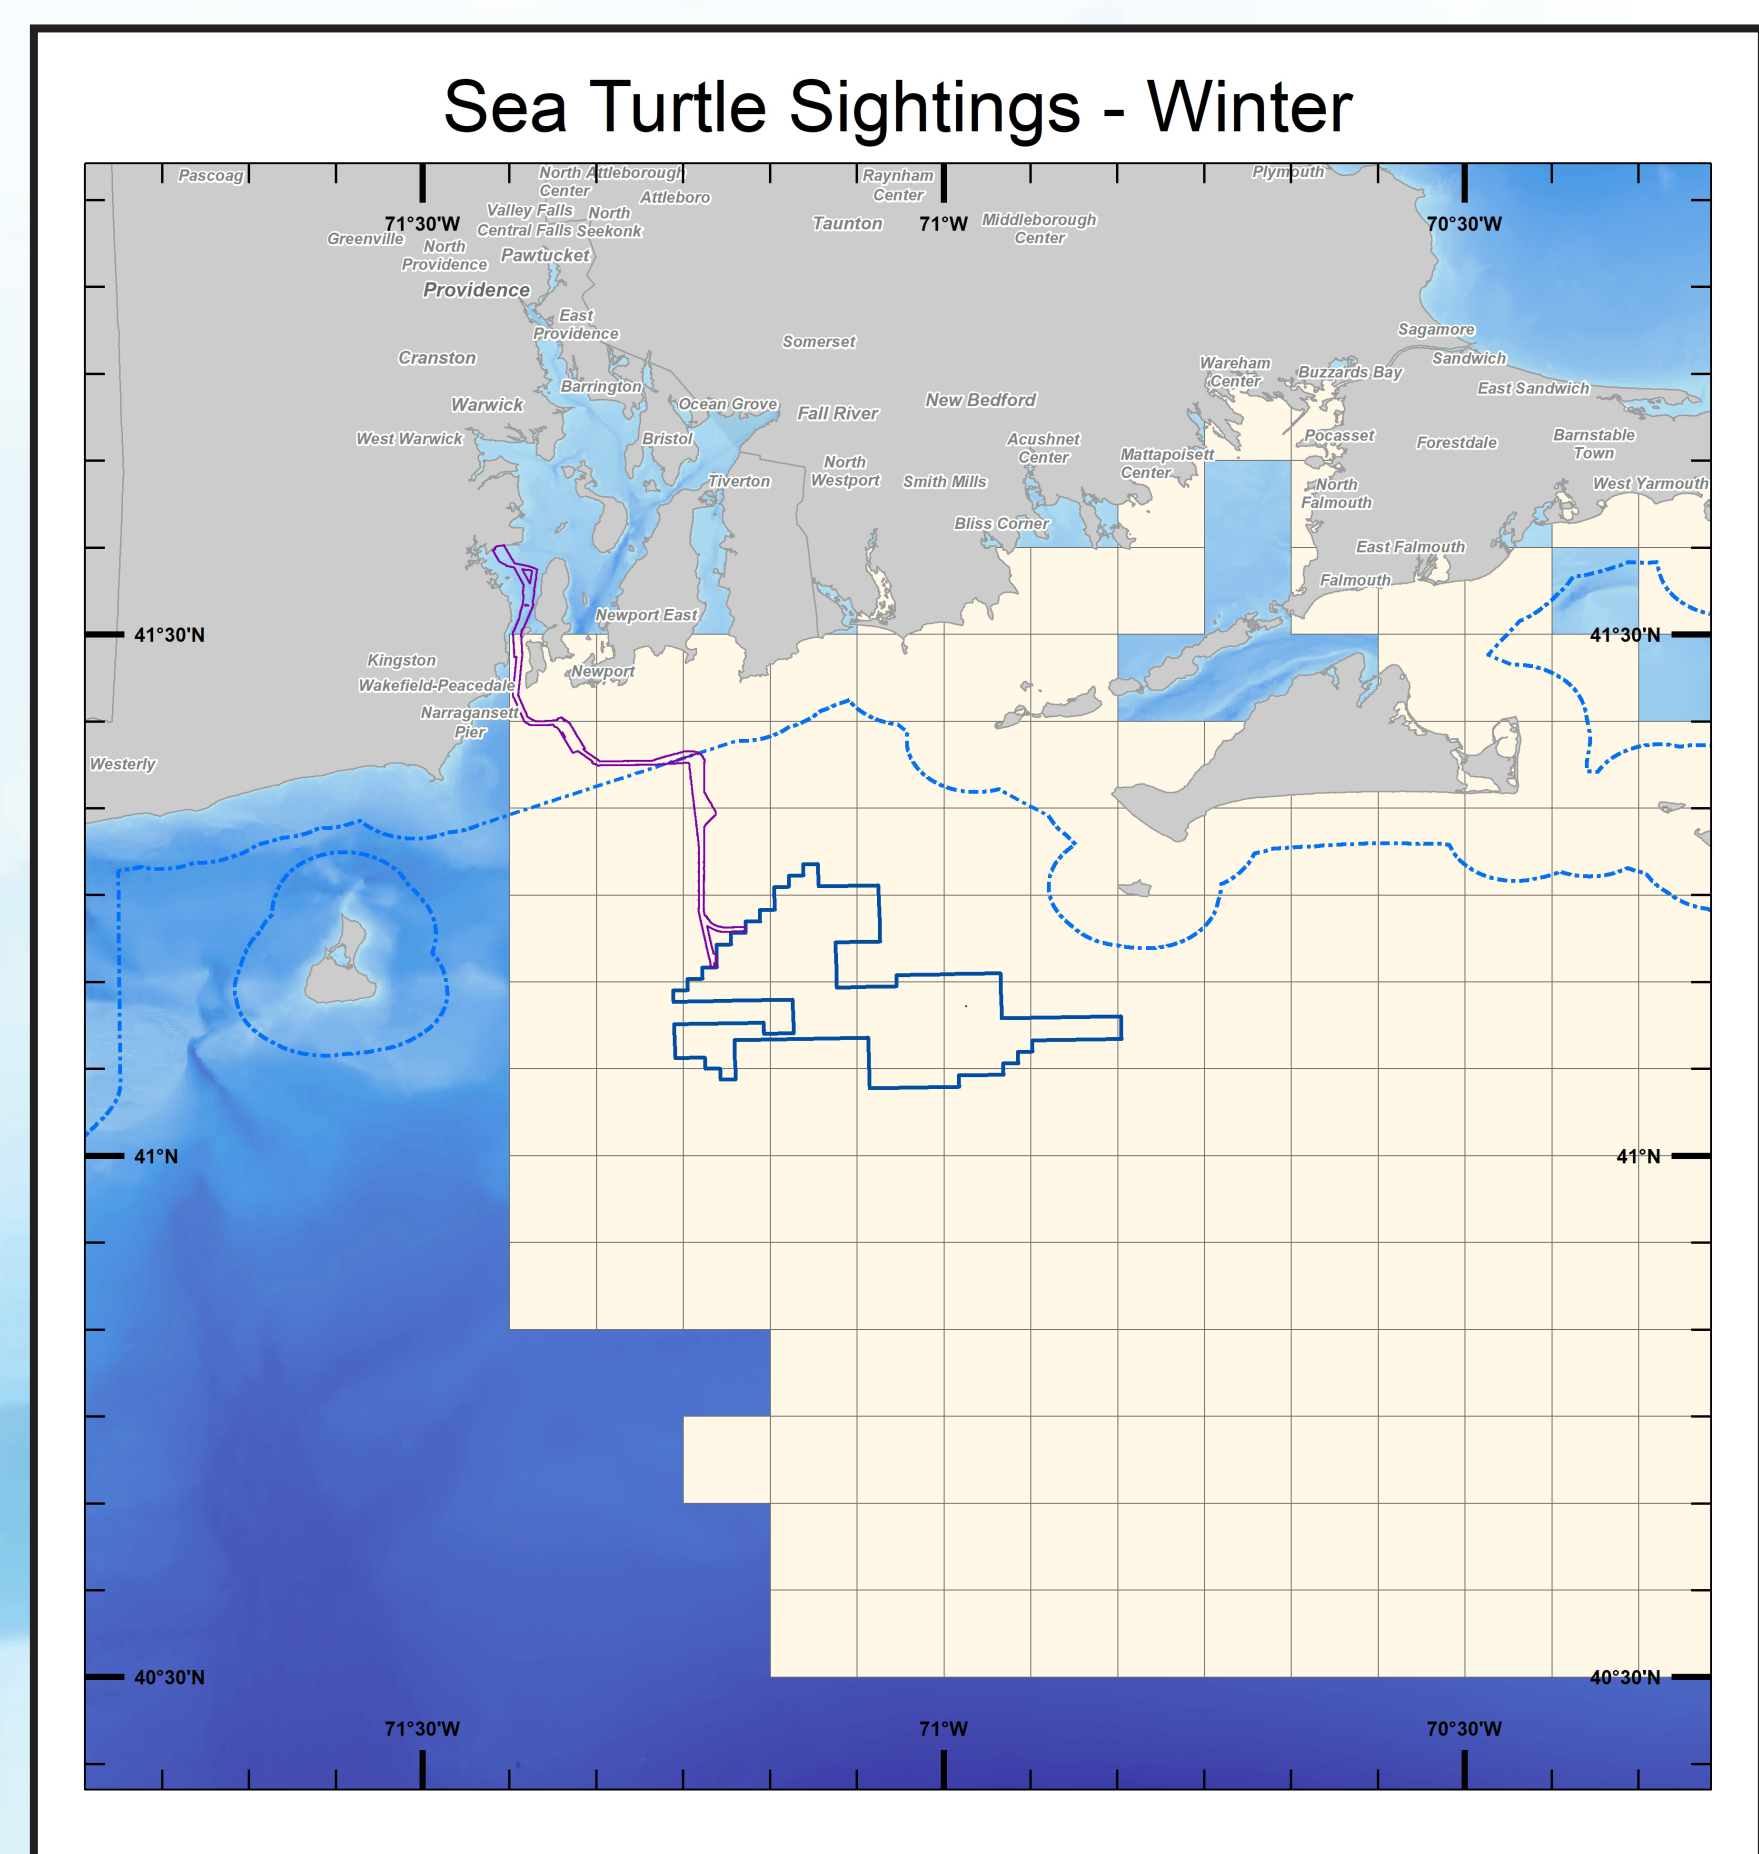 Sea Turtle Sightings - Winter
Pascoag
North Attleborough
Center
Attleboro
Raynham
Center
Plymouth
Valley Falls
North
Central Falls
Seekonk
71°30'W
71°W
70°30'W
Taunton
Middleborough
Center
Greenville
North
Providence
Pawtucket
Providence
East
Providence
Sagamore
Somerset
Cranston
Wareham
Center
Buzzards Bay
Sandwich
Barrington
East Sandwich
Warwick
Ocean Grove
Fall River
New Bedford
West Warwick
Bristol
Acushnet
Center
Mattapoisett
Center
Pocasset
Forestdale
Barnstable
Town
Tiverton
North
Westport
Smith Mills
North
Falmouth
West Yarmouth
Bliss Corner
East Falmouth
Falmouth
Newport East
41°30'N
41°30'N
Kingston
Newport
Wakefield-Peacedale
Narragansett
Pier
Westerly
41°N
41°N
40°30'N
40°30'N
71°30'W
71°W
70°30'W